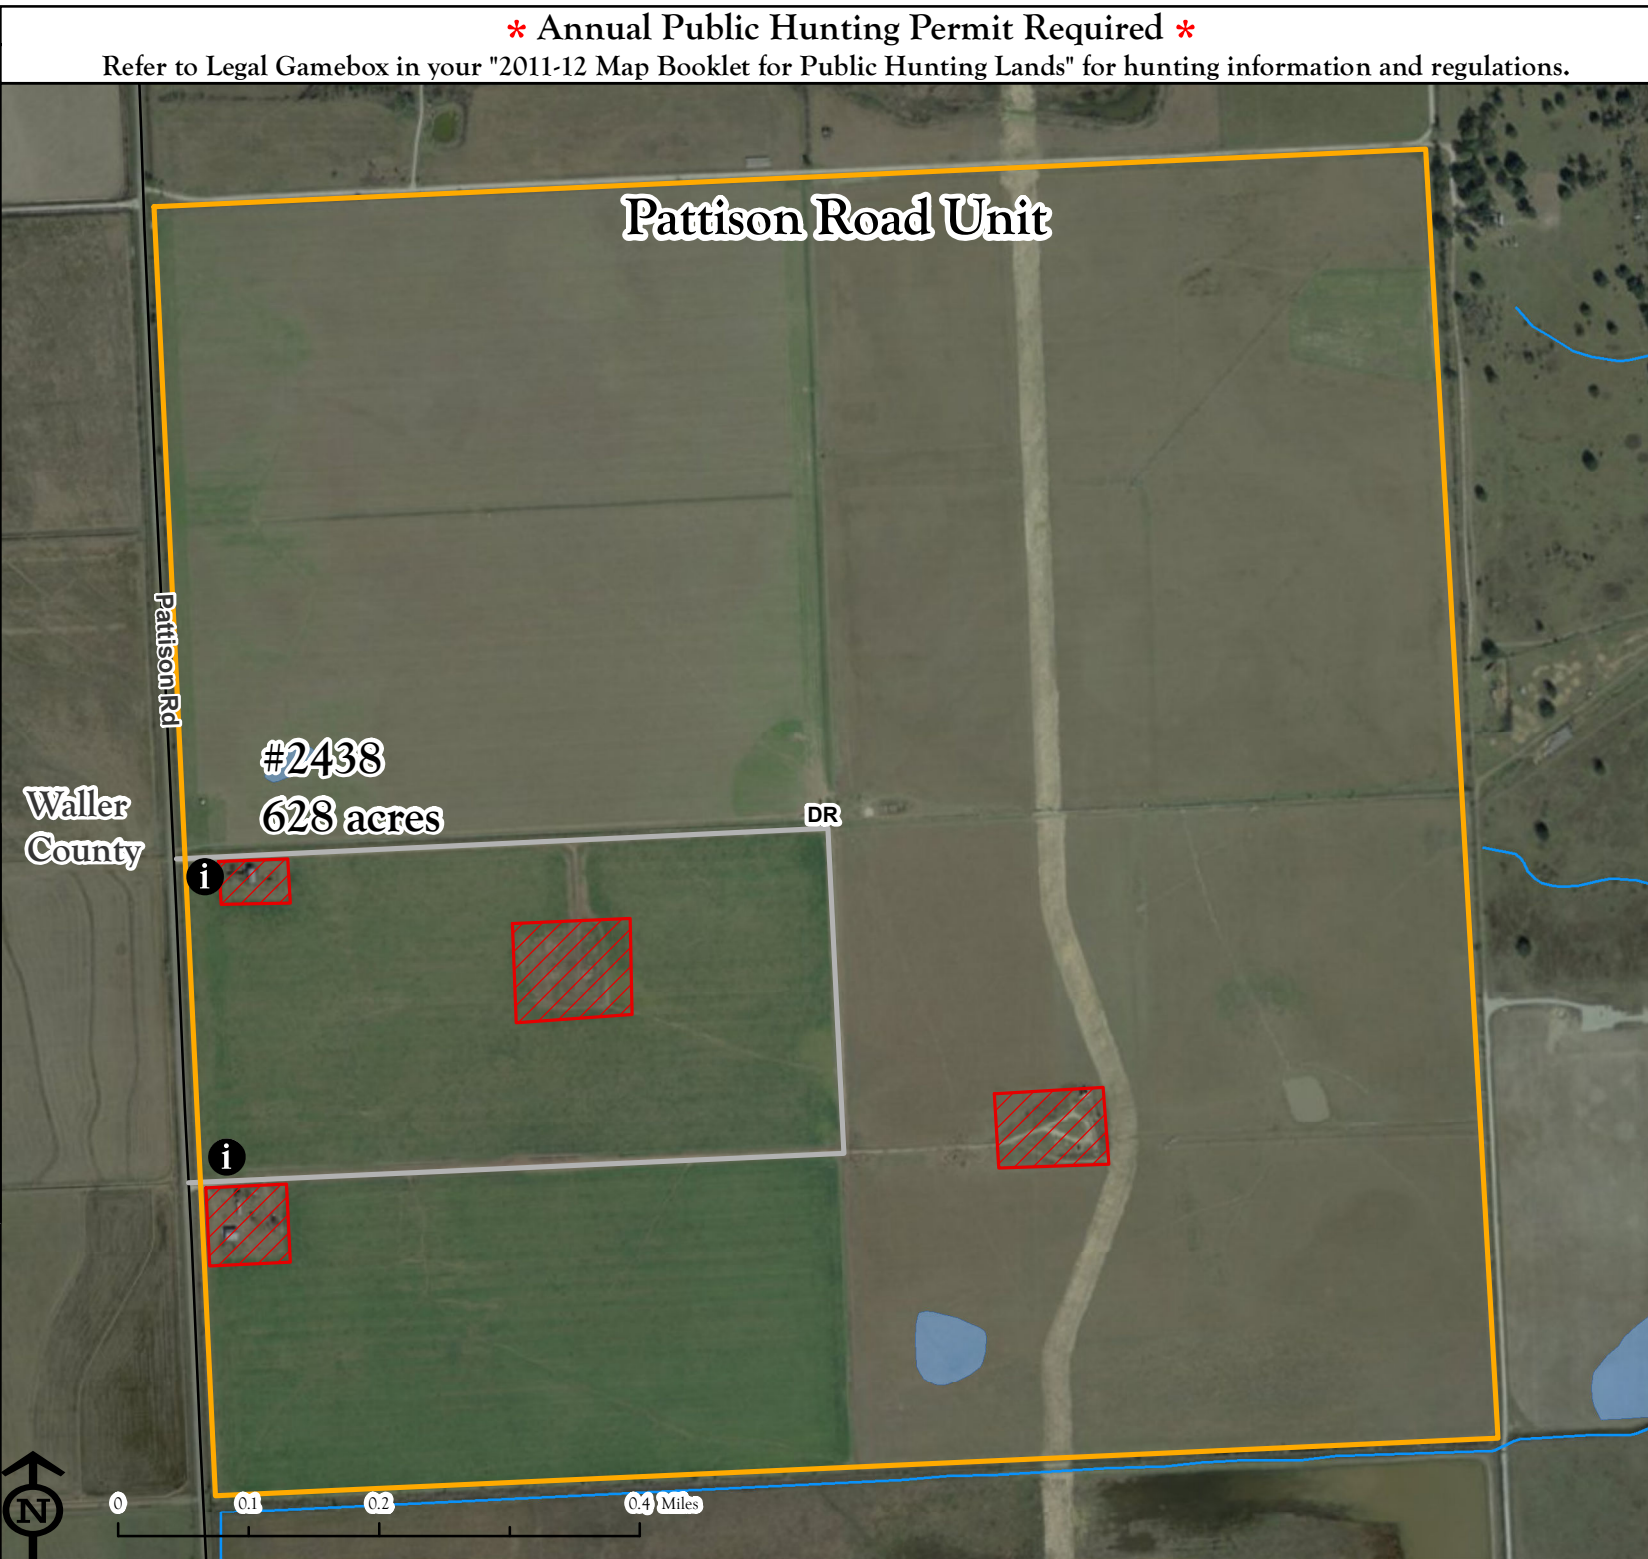 * Annual Public Hunting Permit Required *
Refer to Legal Gamebox in your "2011-12 Map Booklet for Public Hunting Lands" for hunting information and regulations.
Pattison Road Unit
Pattison Rd
#2438
628 acres
Waller
County
DR
i
i
N
0 0.1 0.2 0.4 Miles